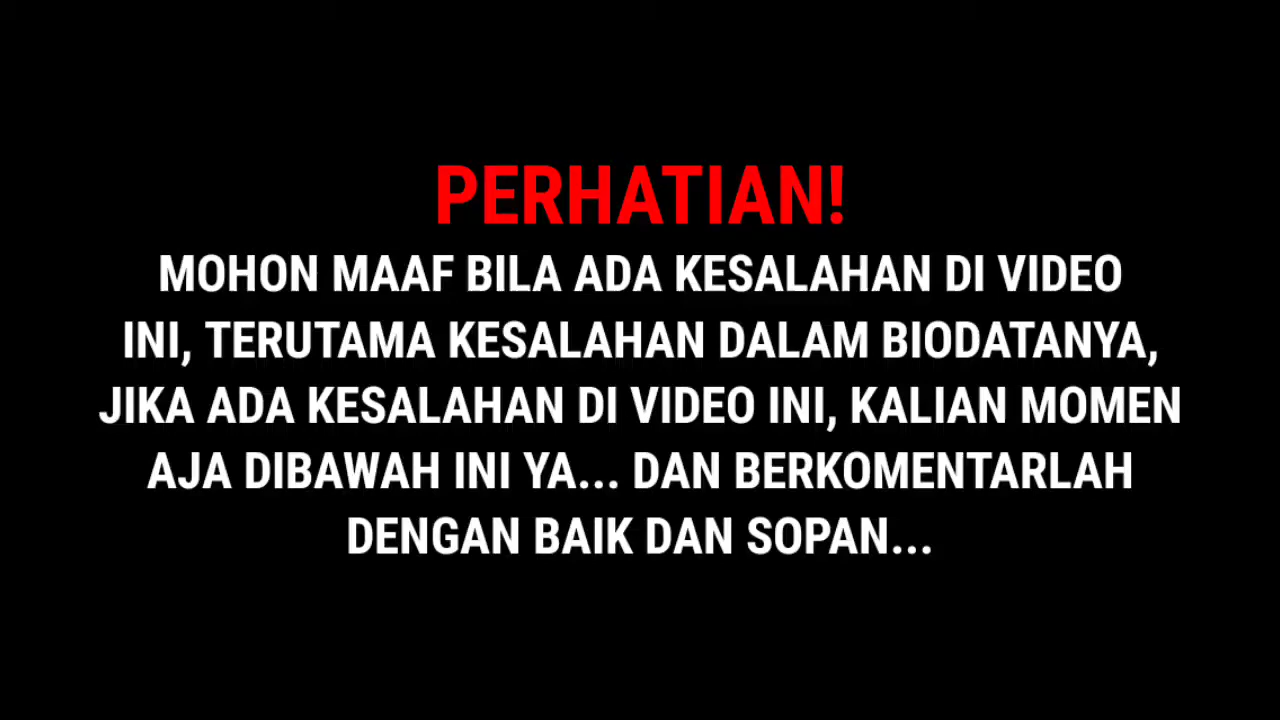 PERHATIAN!
MOHON MAAF BILA ADA KESALAHAN DI VIDEO
INI, TERUTAMA KESALAHAN DALAM BIODATANYA,
JIKA ADA KESALAHAN DI VIDEO INI, KALIAN MOMEN
AJA DIBAWAH INI YA... DAN BERKOMENTARLAH
DENGAN BAIK DAN SOPAN...